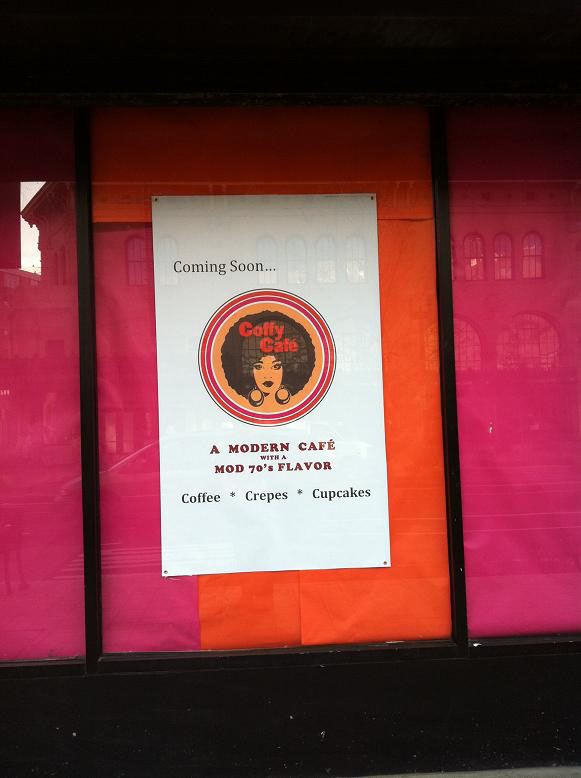 Coming Soon...
Coffy
Café
A MODERN CAFÉ
WITH A
MOD 70's FLAVOR
Coffee * Crepes * Cupcakes